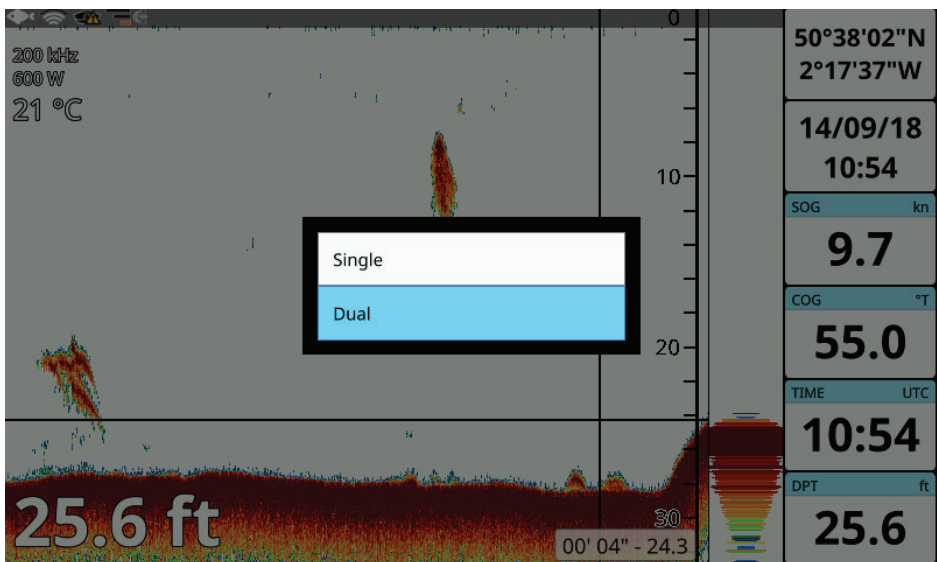 200 kHz
600 W
21 °C
0
10
20
30
Single
Dual
25.6 ft
00' 04" - 24.3
50°38'02"N
2°17'37"W
14/09/18
10:54
SOG kn
9.7
COG °T
55.0
TIME UTC
10:54
DPT ft
25.6